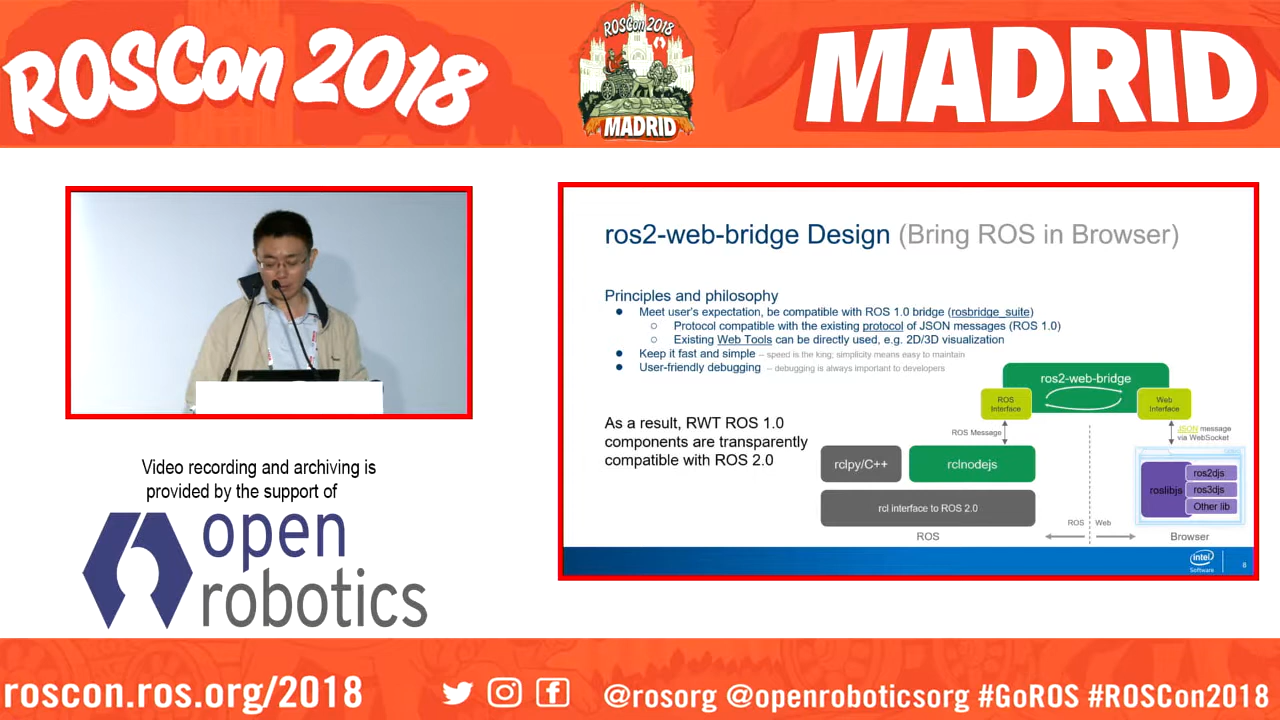 ROSCon 2018
ROSCon 2018
MADRID
MADRID
ros2-web-bridge Design (Bring ROS in Browser)
Principles and philosophy
● Meet user's expectation, be compatible with ROS 1.0 bridge (rosbridge_suite)
○ Protocol compatible with the existing protocol of JSON messages (ROS 1.0)
○ Existing Web Tools can be directly used, e.g. 2D/3D visualization
● Keep it fast and simple – speed is the king; simplicity means easy to maintain
● User-friendly debugging – debugging is always important to developers
As a result, RWT ROS 1.0
components are transparently
compatible with ROS 2.0
ros2-web-bridge
ROS
Interface
Web
Interface
ROS Message
JSON message
via WebSocket
rclpy/C++
rclnodejs
roslibjs
ros2djs
ros3djs
Other lib
rcl interface to ROS 2.0
ROS
Web
ROS
Browser
intel
Software
8
Video recording and archiving is
provided by the support of
open
robotics
roscon.ros.org/2018
@rosorg @openroboticsorg #GoROS #ROSCon2018